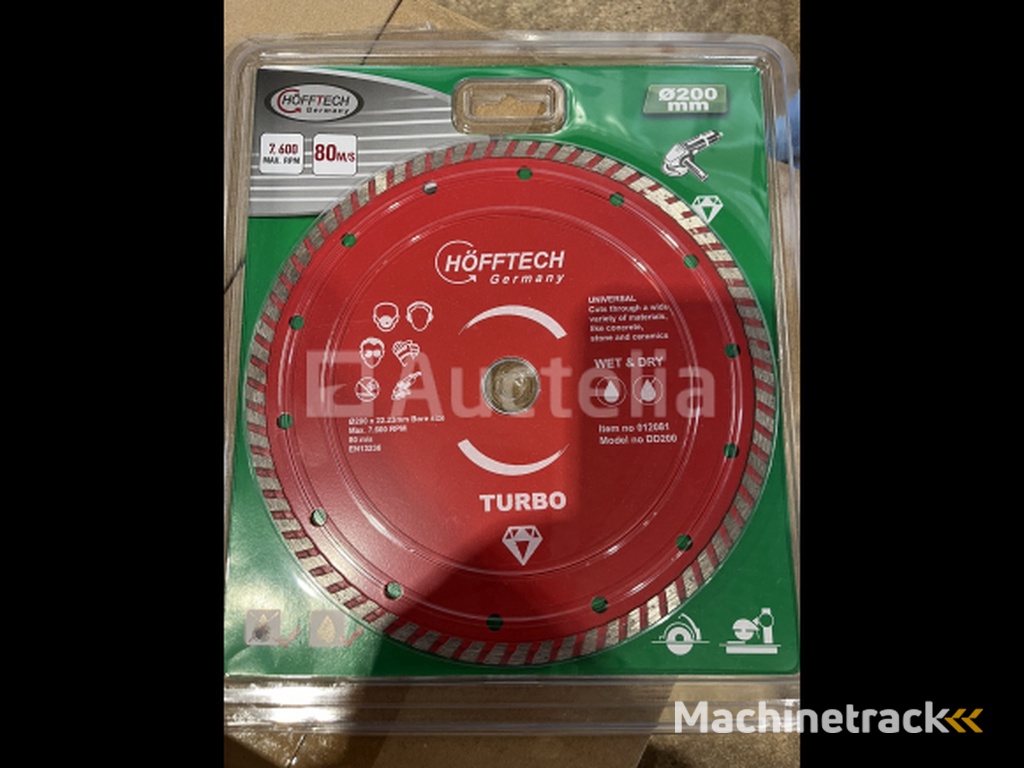 HÖFFTECH
Germany
7.600
MAX. RPM
80M/S
Ø200
mm
HÖFFTECH
Germany
UNIVERSAL
Cuts through a wide
variety of materials,
like concrete,
stone and ceramics
WET & DRY
Auctelia
Ø200 x 22.23mm Bore
Max. 7.600 RPM
80 m/s
EN13236
Item no 012081
Model no DD200
TURBO
Machinetrack